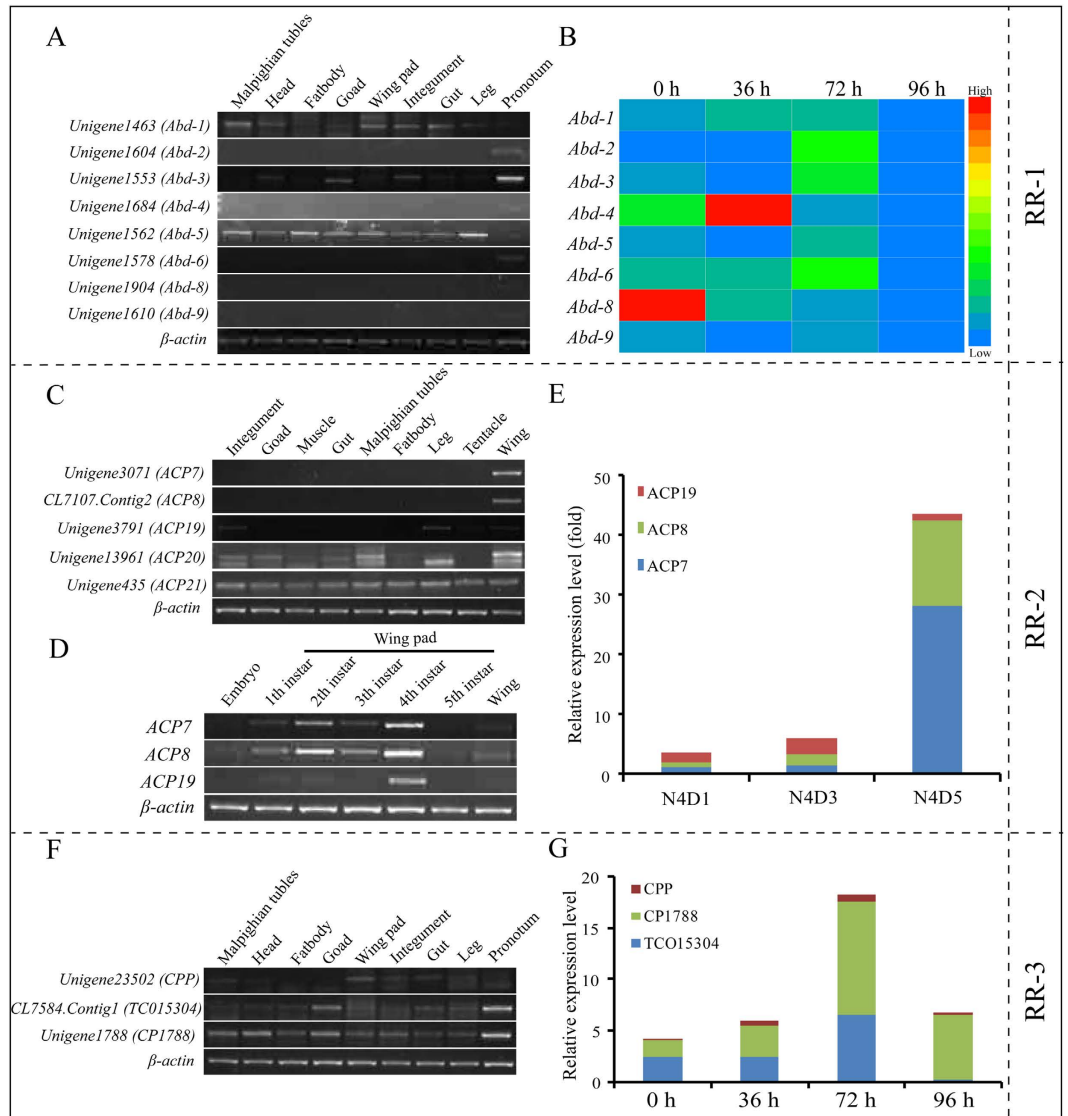 A
Malpighian tubles
Head
Fatbody
Goad
Wing pad
Integument
Gut
Leg
Pronotum
Unigene1463 (Abd-1)
Unigene1604 (Abd-2)
Unigene1553 (Abd-3)
Unigene1684 (Abd-4)
Unigene1562 (Abd-5)
Unigene1578 (Abd-6)
Unigene1904 (Abd-8)
Unigene1610 (Abd-9)
β-actin
B
0 h 36 h 72 h 96 h
High
Abd-1
Abd-2
Abd-3
Abd-4
Abd-5
Abd-6
Abd-8
Abd-9
Low
RR-1
C
Integument
Goad
Muscle
Gut
Malpighian tubles
Fatbody
Leg
Tentacle
Wing
Unigene3071 (ACP7)
CL7107.Contig2 (ACP8)
Unigene3791 (ACP19)
Unigene13961 (ACP20)
Unigene435 (ACP21)
β-actin
D
Wing pad
Embryo
1th instar
2th instar
3th instar
4th instar
5th instar
Wing
ACP7
ACP8
ACP19
β-actin
E
Relative expression level (fold)
50
40
30
20
10
0
ACP19
ACP8
ACP7
N4D1 N4D3 N4D5
RR-2
F
Malpighian tubles
Head
Fatbody
Goad
Wing pad
Integument
Gut
Leg
Pronotum
Unigene23502 (CPP)
CL7584.Contig1 (TC015304)
Unigene1788 (CP1788)
β-actin
G
Relative expression level
20
15
10
5
0
CPP
CP1788
TCO15304
0 h 36 h 72 h 96 h
RR-3